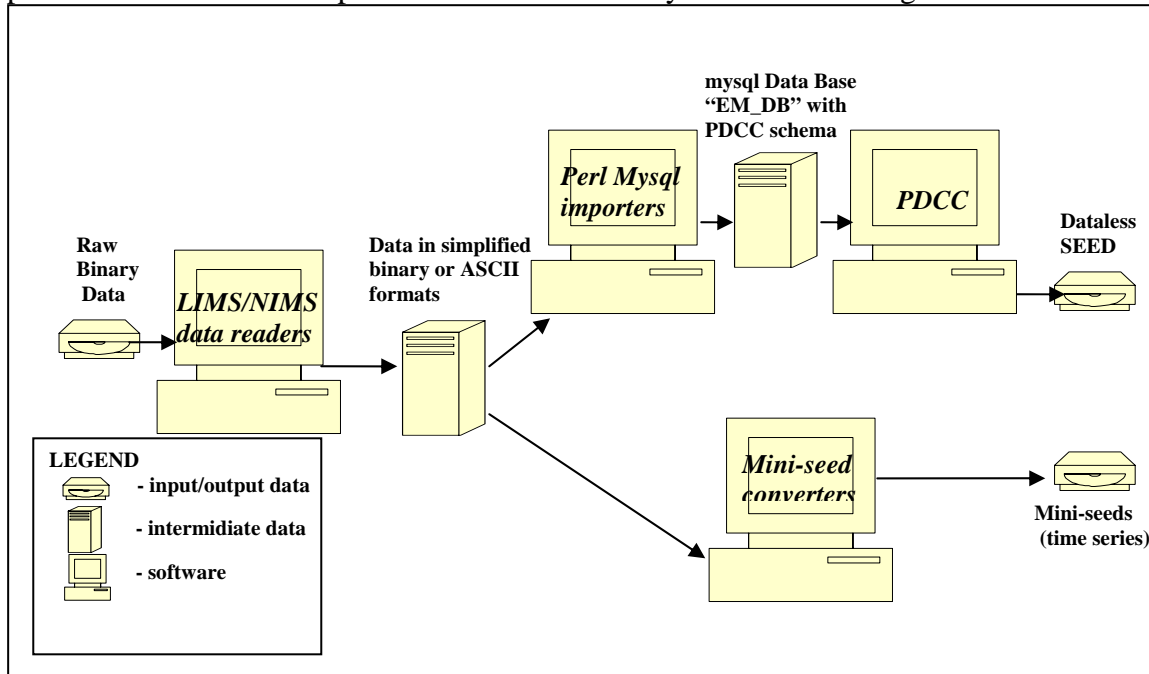 mysql Data Base
“EM_DB” with
PDCC schema
Perl Mysql
importers
PDCC
Dataless
SEED
Data in simplified
binary or ASCII
formats
Raw
Binary
Data
LIMS/NIMS
data readers
LEGEND
- input/output data
- intermidiate data
- software
Mini-seed
converters
Mini-seeds
(time series)